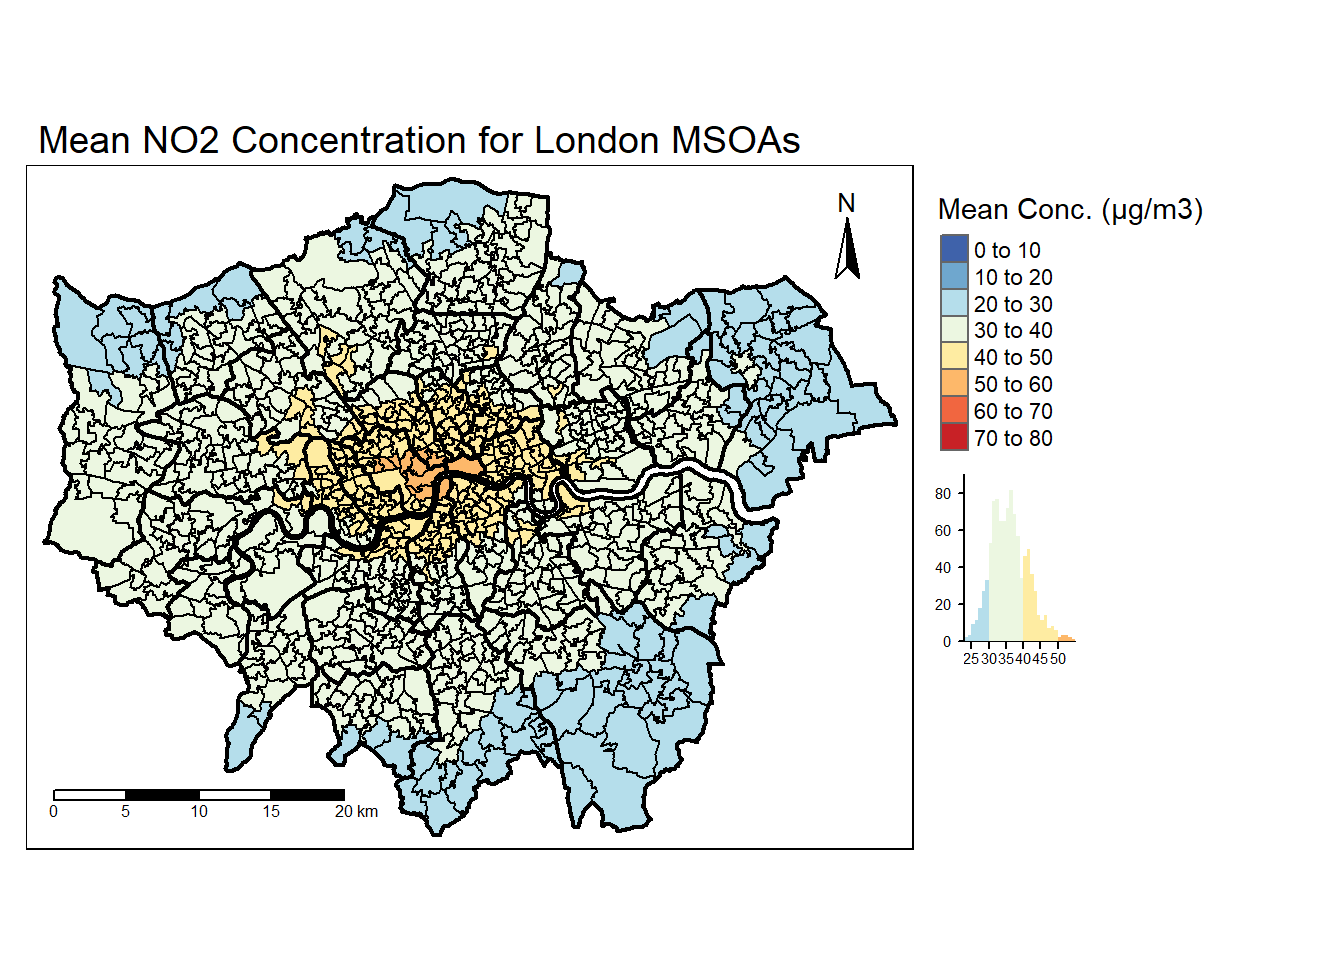 Mean NO2 Concentration for London MSOAs
N
Mean Conc. (µg/m3)
0 to 10
10 to 20
20 to 30
30 to 40
40 to 50
50 to 60
60 to 70
70 to 80
80
60
40
20
0
25 30 35 40 45 50
0 5 10 15 20 km